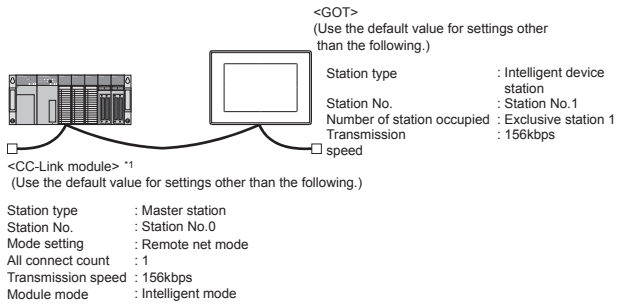 <GOT>
(Use the default value for settings other
than the following.)
Station type : Intelligent device
station
Station No. : Station No.1
Number of station occupied : Exclusive station 1
Transmission : 156kbps
speed
<CC-Link module> *1
(Use the default value for settings other than the following.)
Station type : Master station
Station No. : Station No.0
Mode setting : Remote net mode
All connect count : 1
Transmission speed : 156kbps
Module mode : Intelligent mode